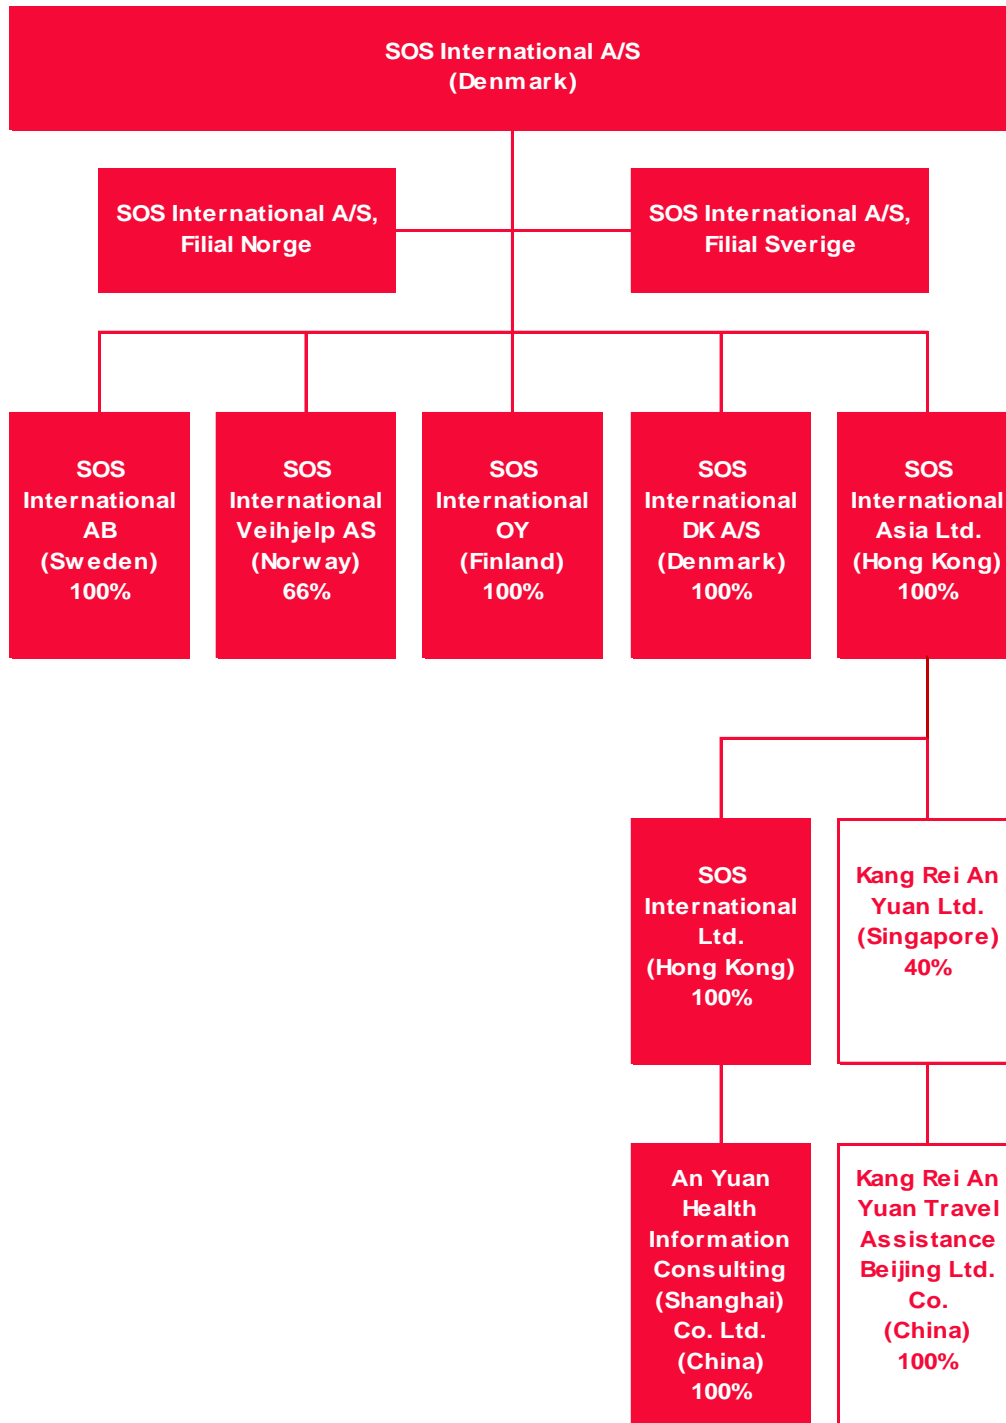 SOS International A/S
(Denmark)
SOS International A/S,
Filial Norge
SOS International A/S,
Filial Sverige
SOS
International
AB
(Sweden)
100%
SOS
International
Veihjelp AS
(Norway)
66%
SOS
International
OY
(Finland)
100%
SOS
International
DK A/S
(Denmark)
100%
SOS
International
Asia Ltd.
(Hong Kong)
100%
SOS
International
Ltd.
(Hong Kong)
100%
Kang Rei An
Yuan Ltd.
(Singapore)
40%
An Yuan
Health
Information
Consulting
(Shanghai)
Co. Ltd.
(China)
100%
Kang Rei An
Yuan Travel
Assistance
Beijing Ltd.
Co.
(China)
100%